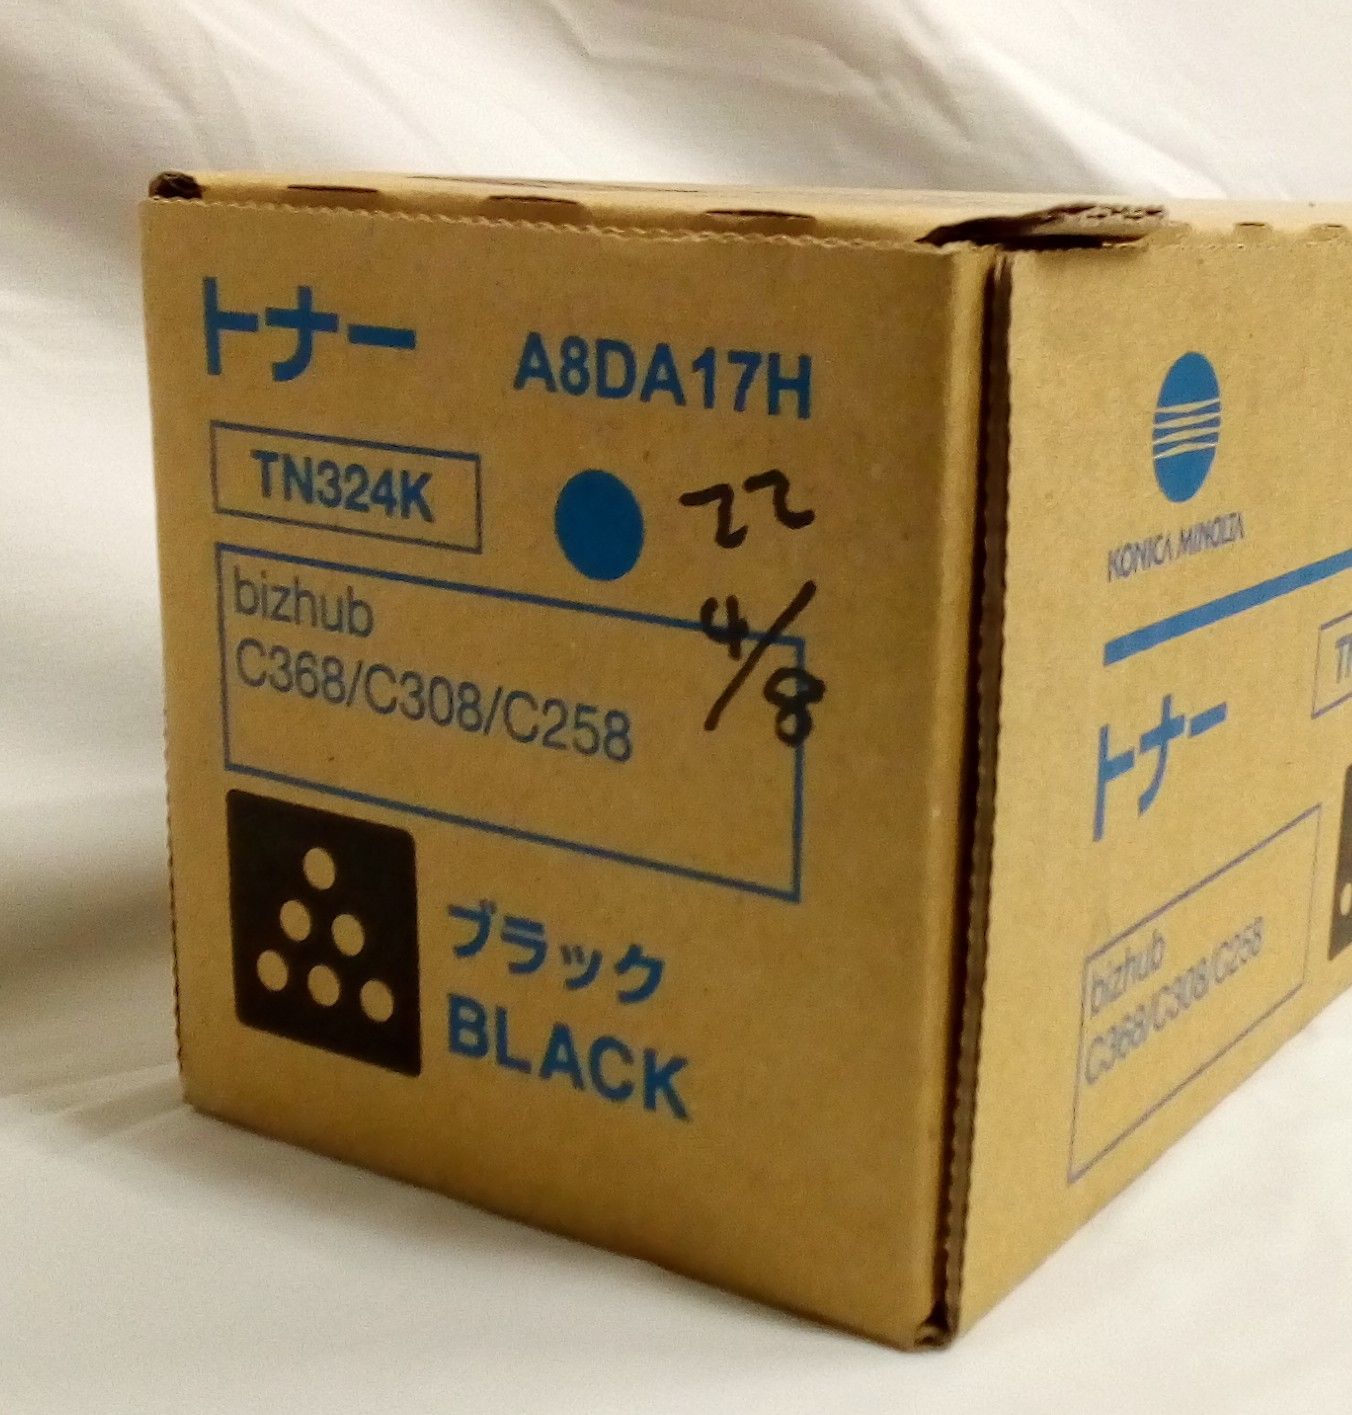 トナー A8DA17H
TN324K
22
4/8
bizhub
C368/C308/C258
ブラック
BLACK
KONICA MINOLTA
トナー
bizhub
C368/C308/C258